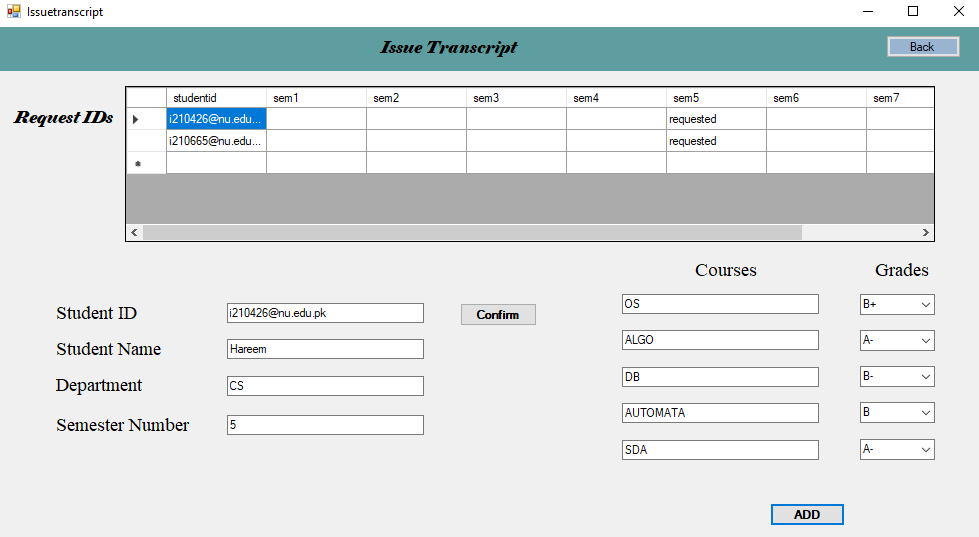 Issuetranscript
Issue Transcript
Back
Request IDs
studentid sem1 sem2 sem3 sem4 sem5 sem6 sem7
i210426@nu.edu... requested
i210665@nu.edu... requested
Courses Grades
Student ID i210426@nu.edu.pk Confirm
OS B+
Student Name Hareem
ALGO A-
Department CS
DB B-
Semester Number 5
AUTOMATA B
SDA A-
ADD